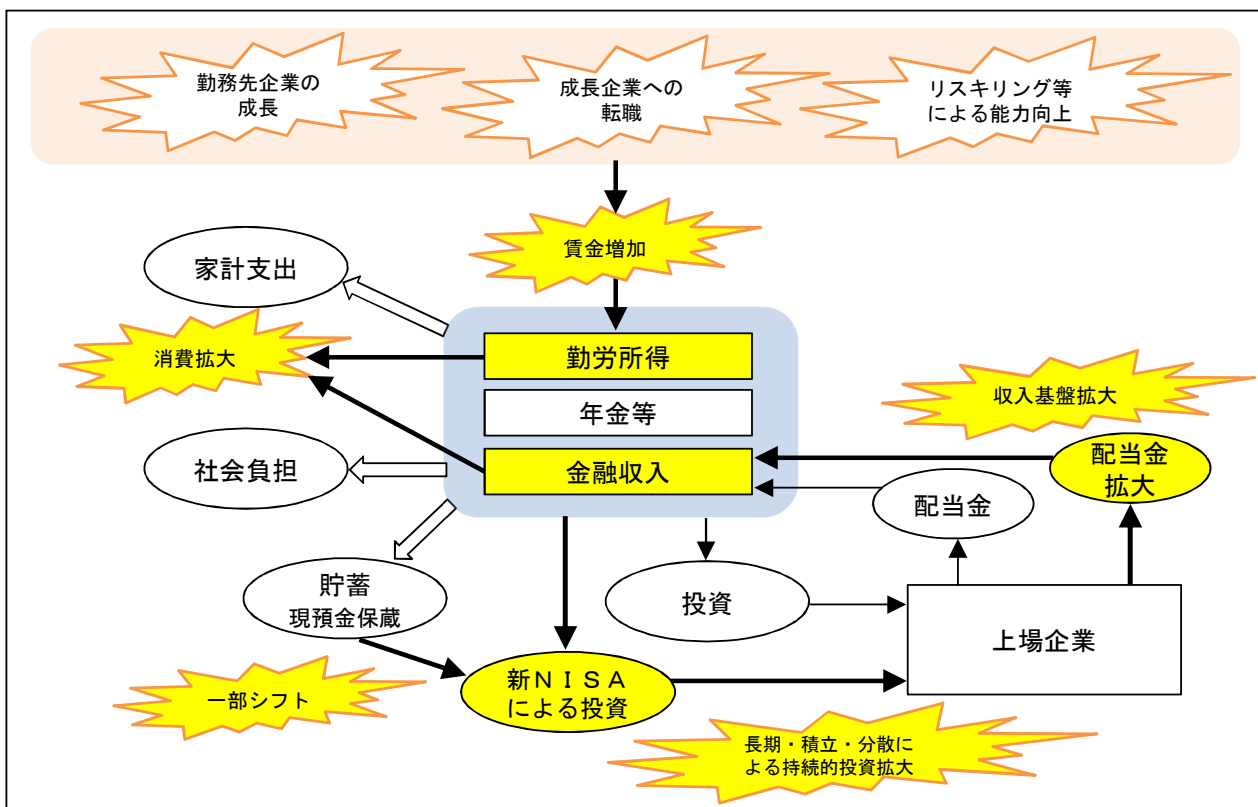 勤務先企業の
成長
成長企業への
転職
リスキリング等
による能力向上
賃金増加
家計支出
消費拡大
勤労所得
年金等
金融収入
収入基盤拡大
社会負担
配当金
拡大
配当金
貯蓄
現預金保蔵
投資
上場企業
一部シフト
新ＮＩＳＡ
による投資
長期・積立・分散に
よる持続的投資拡大